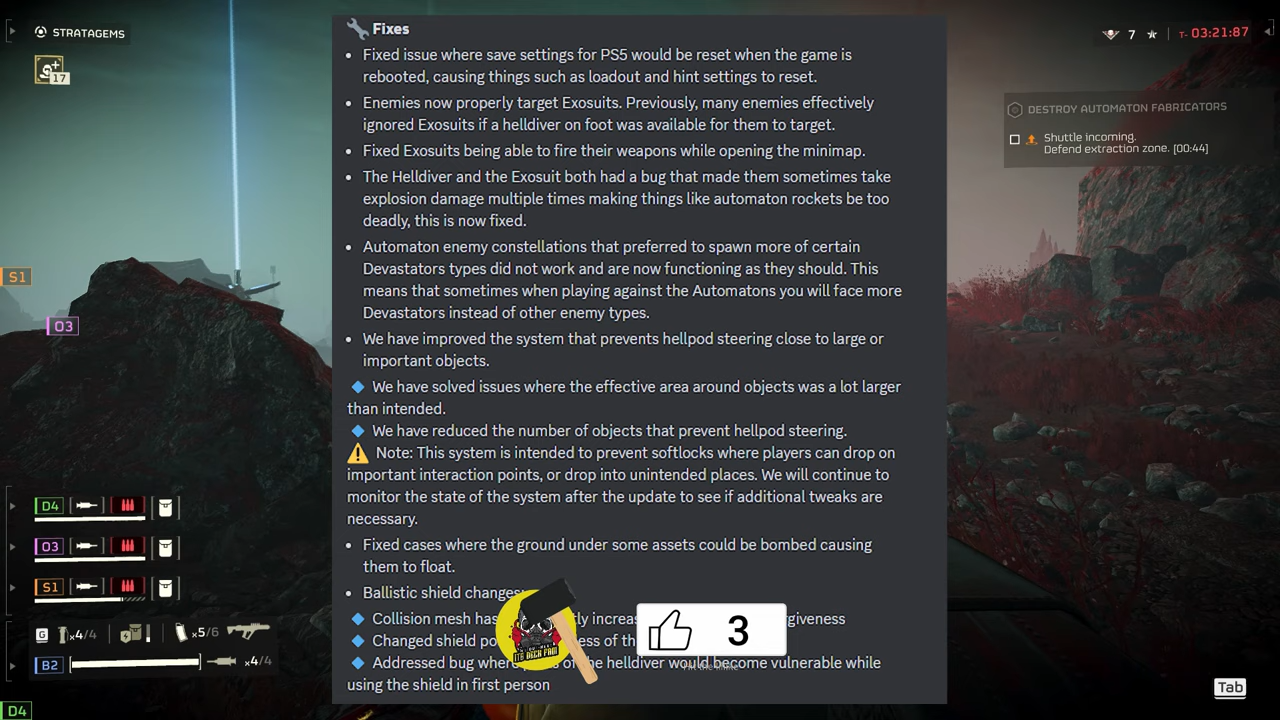 STRATAGEMS
17
7
T- 03:21:87
DESTROY AUTOMATON FABRICATORS
Shuttle incoming.
Defend extraction zone. [00:44]
S1
O3
Fixes
• Fixed issue where save settings for PS5 would be reset when the game is
rebooted, causing things such as loadout and hint settings to reset.
• Enemies now properly target Exosuits. Previously, many enemies effectively
ignored Exosuits if a helldiver on foot was available for them to target.
• Fixed Exosuits being able to fire their weapons while opening the minimap.
• The Helldiver and the Exosuit both had a bug that made them sometimes take
explosion damage multiple times making things like automaton rockets be too
deadly, this is now fixed.
• Automaton enemy constellations that preferred to spawn more of certain
Devastators types did not work and are now functioning as they should. This
means that sometimes when playing against the Automatons you will face more
Devastators instead of other enemy types.
• We have improved the system that prevents hellpod steering close to large or
important objects.
We have solved issues where the effective area around objects was a lot larger
than intended.
We have reduced the number of objects that prevent hellpod steering.
Note: This system is intended to prevent softlocks where players can drop on
important interaction points, or drop into unintended places. We will continue to
monitor the state of the system after the update to see if additional tweaks are
necessary.
• Fixed cases where the ground under some assets could be bombed causing
them to float.
• Ballistic shield changes
Collision mesh has
Changed shield
Addressed bug of the helldiver would become vulnerable while
using the shield in first person
3
D4
O3
S1
G x4/4 x5/6
B2 x4/4
D4
Tab